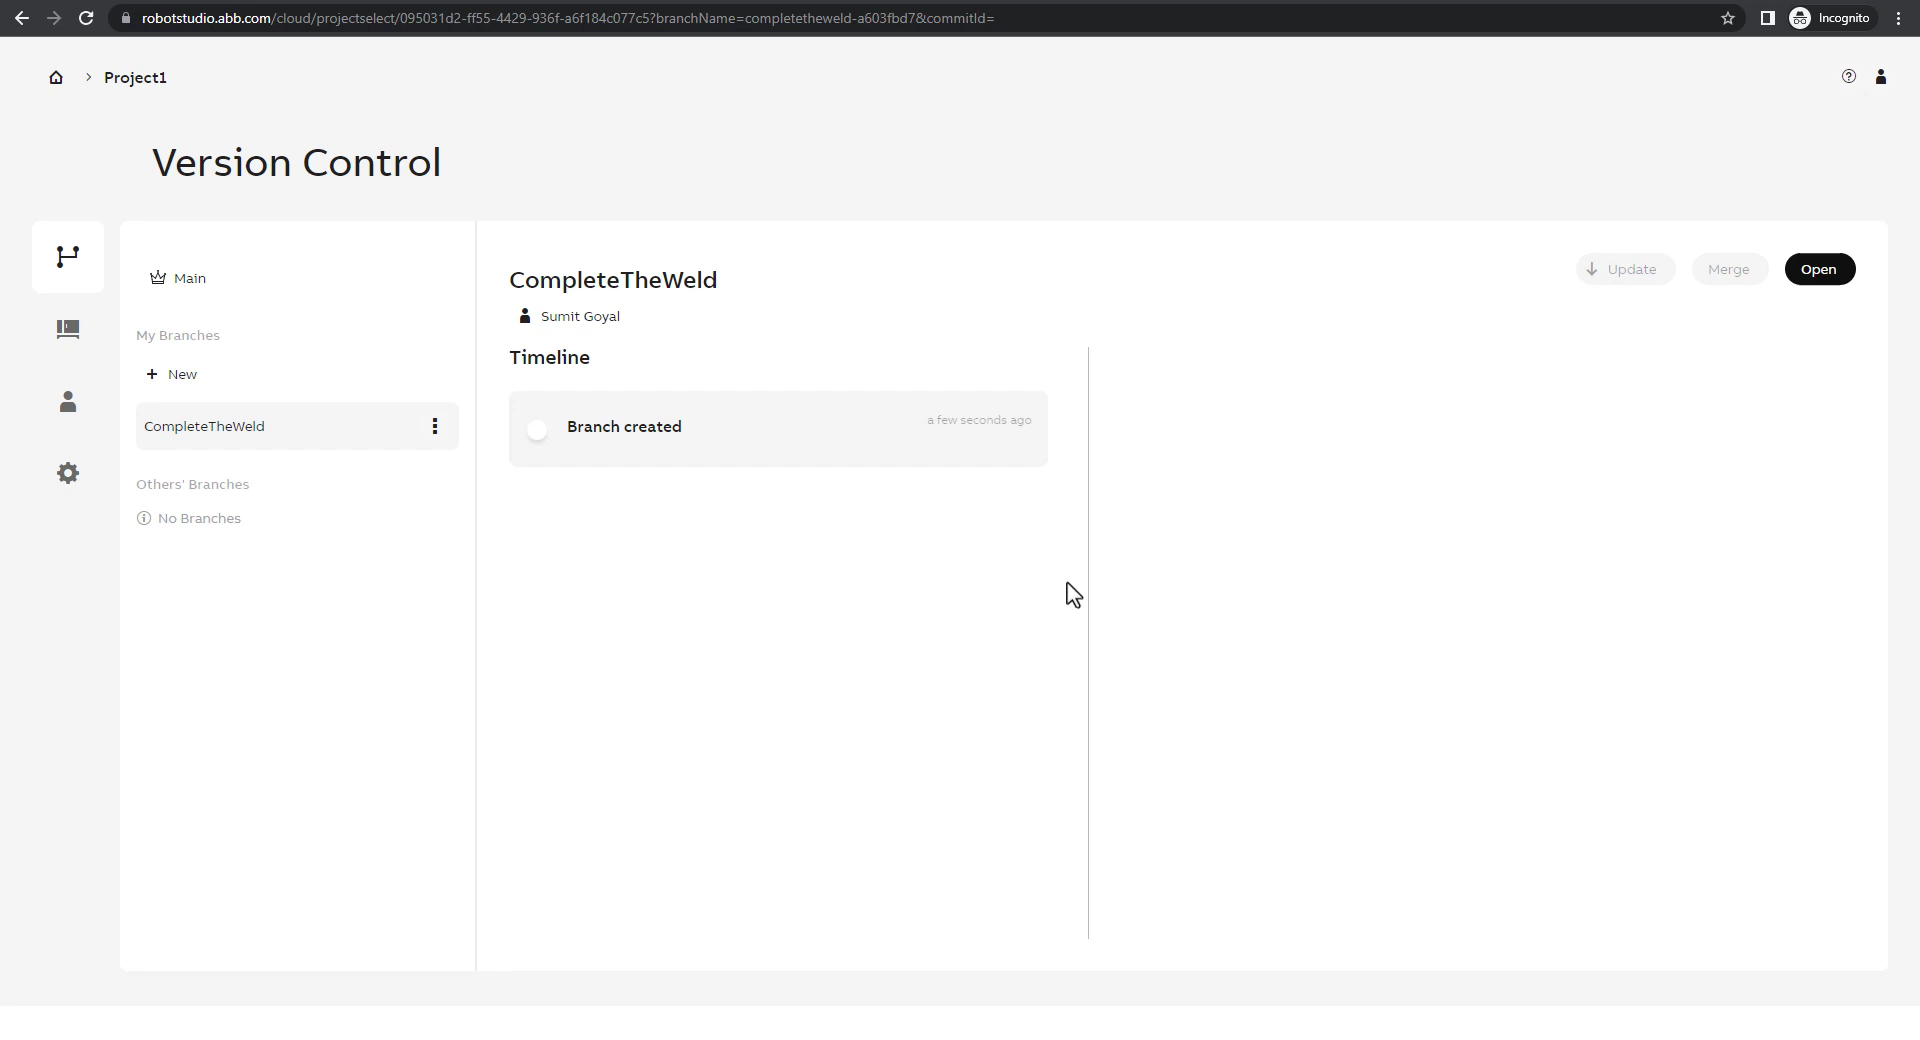 robotstudio.abb.com/cloud/projectselect/095031d2-ff55-4429-936f-a6f184c077c5?branchName=completetheweld-a603fbd7&commitId=
Incognito
Project1
Version Control
Main
CompleteTheWeld
Update
Merge
Open
Sumit Goyal
My Branches
Timeline
+ New
CompleteTheWeld
Branch created
a few seconds ago
Others' Branches
No Branches